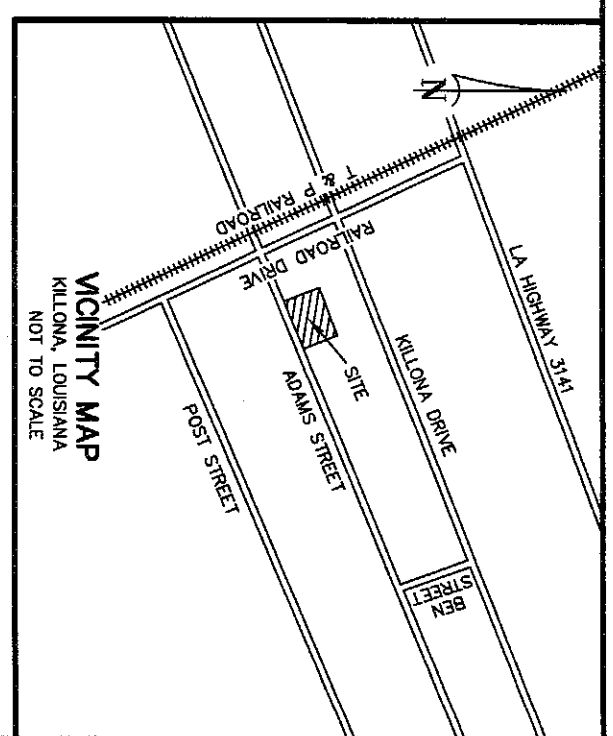 N
T & P RAILROAD
RAILROAD DRIVE
LA HIGHWAY 3141
KILLONA DRIVE
SITE
ADAMS STREET
POST STREET
BEN
STREET
VICINITY MAP
KILLONA, LOUISIANA
NOT TO SCALE